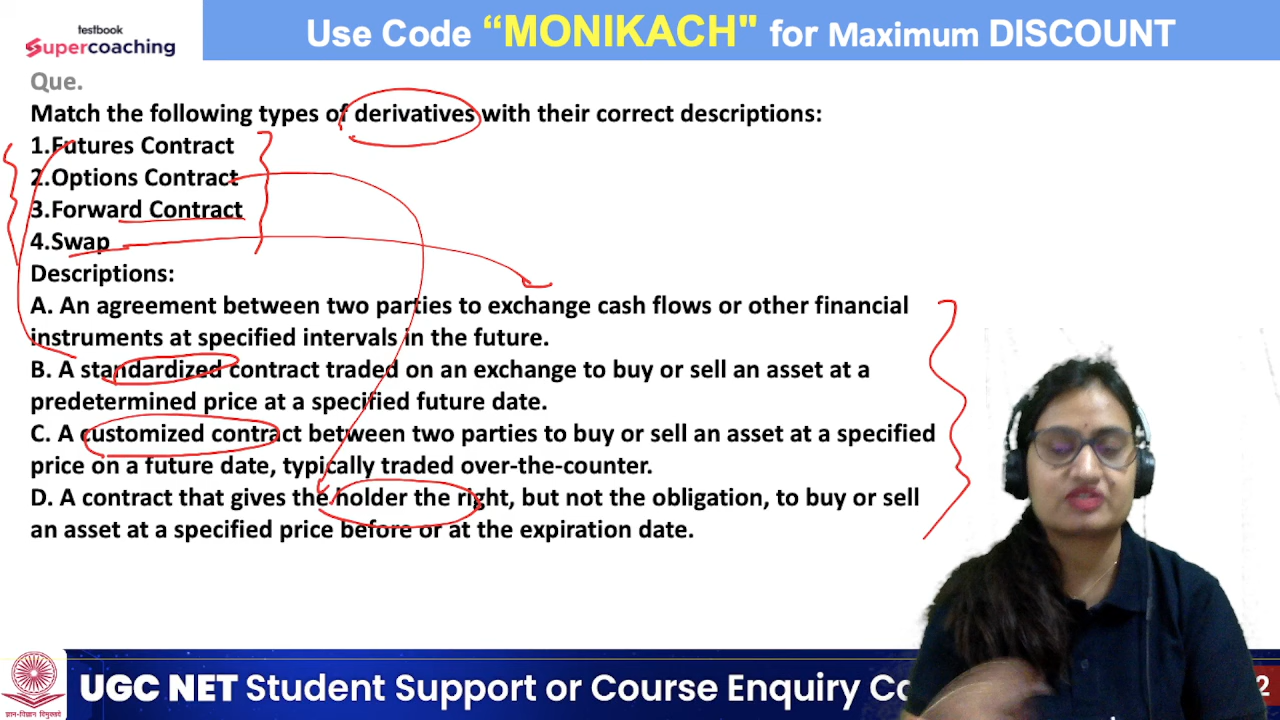 testbook
Supercoaching
Use Code “MONIKACH" for Maximum DISCOUNT
Que.
Match the following types of derivatives with their correct descriptions:
1.Futures Contract
2.Options Contract
3.Forward Contract
4.Swap
Descriptions:
A. An agreement between two parties to exchange cash flows or other financial
instruments at specified intervals in the future.
B. A standardized contract traded on an exchange to buy or sell an asset at a
predetermined price at a specified future date.
C. A customized contract between two parties to buy or sell an asset at a specified
price on a future date, typically traded over-the-counter.
D. A contract that gives the holder the right, but not the obligation, to buy or sell
an asset at a specified price before or at the expiration date.
ज्ञान-विज्ञान विमुक्तये
UGC NET Student Support or Course Enquiry Ca
2